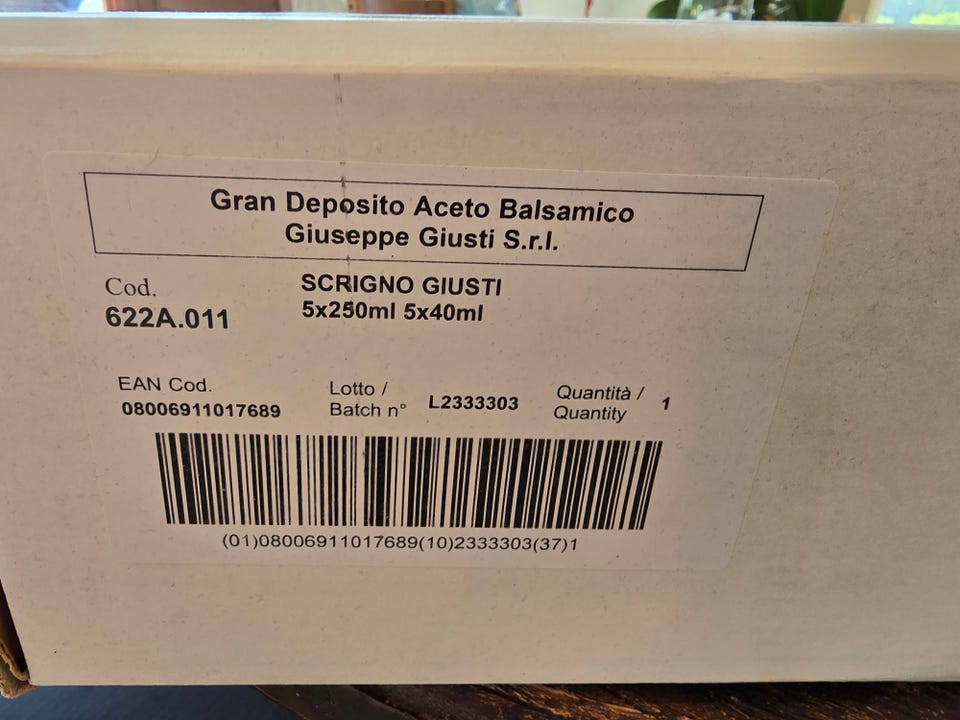 Gran Deposito Aceto Balsamico
Giuseppe Giusti S.r.l.
Cod.
622A.011
SCRIGNO GIUSTI
5x250ml 5x40ml
EAN Cod.
08006911017689
Lotto /
Batch n°
L2333303
Quantità /
Quantity
1
(01)08006911017689(10)2333303(37)1